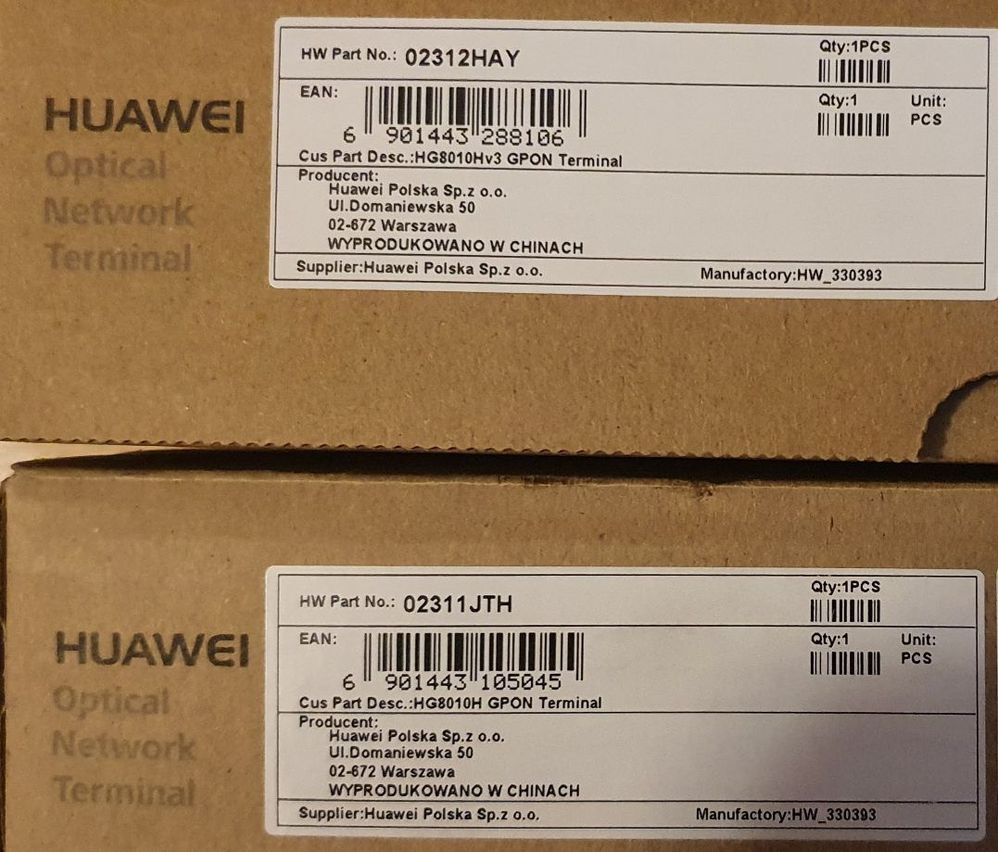 HUAWEI
Optical
Network
Terminal
HW Part No.: 02312HAY
Qty:1PCS
EAN:
6 901443 288106
Qty:1 Unit:
PCS
Cus Part Desc.:HG8010Hv3 GPON Terminal
Producent:
Huawei Polska Sp.z o.o.
Ul.Domaniewska 50
02-672 Warszawa
WYPRODUKOWANO W CHINACH
Supplier:Huawei Polska Sp.z o.o. Manufactory:HW_330393
HUAWEI
Optical
Network
Terminal
HW Part No.: 02311JTH
Qty:1PCS
EAN:
6 901443 105045
Qty:1 Unit:
PCS
Cus Part Desc.:HG8010H GPON Terminal
Producent:
Huawei Polska Sp.z o.o.
Ul.Domaniewska 50
02-672 Warszawa
WYPRODUKOWANO W CHINACH
Supplier:Huawei Polska Sp.z o.o. Manufactory:HW_330393